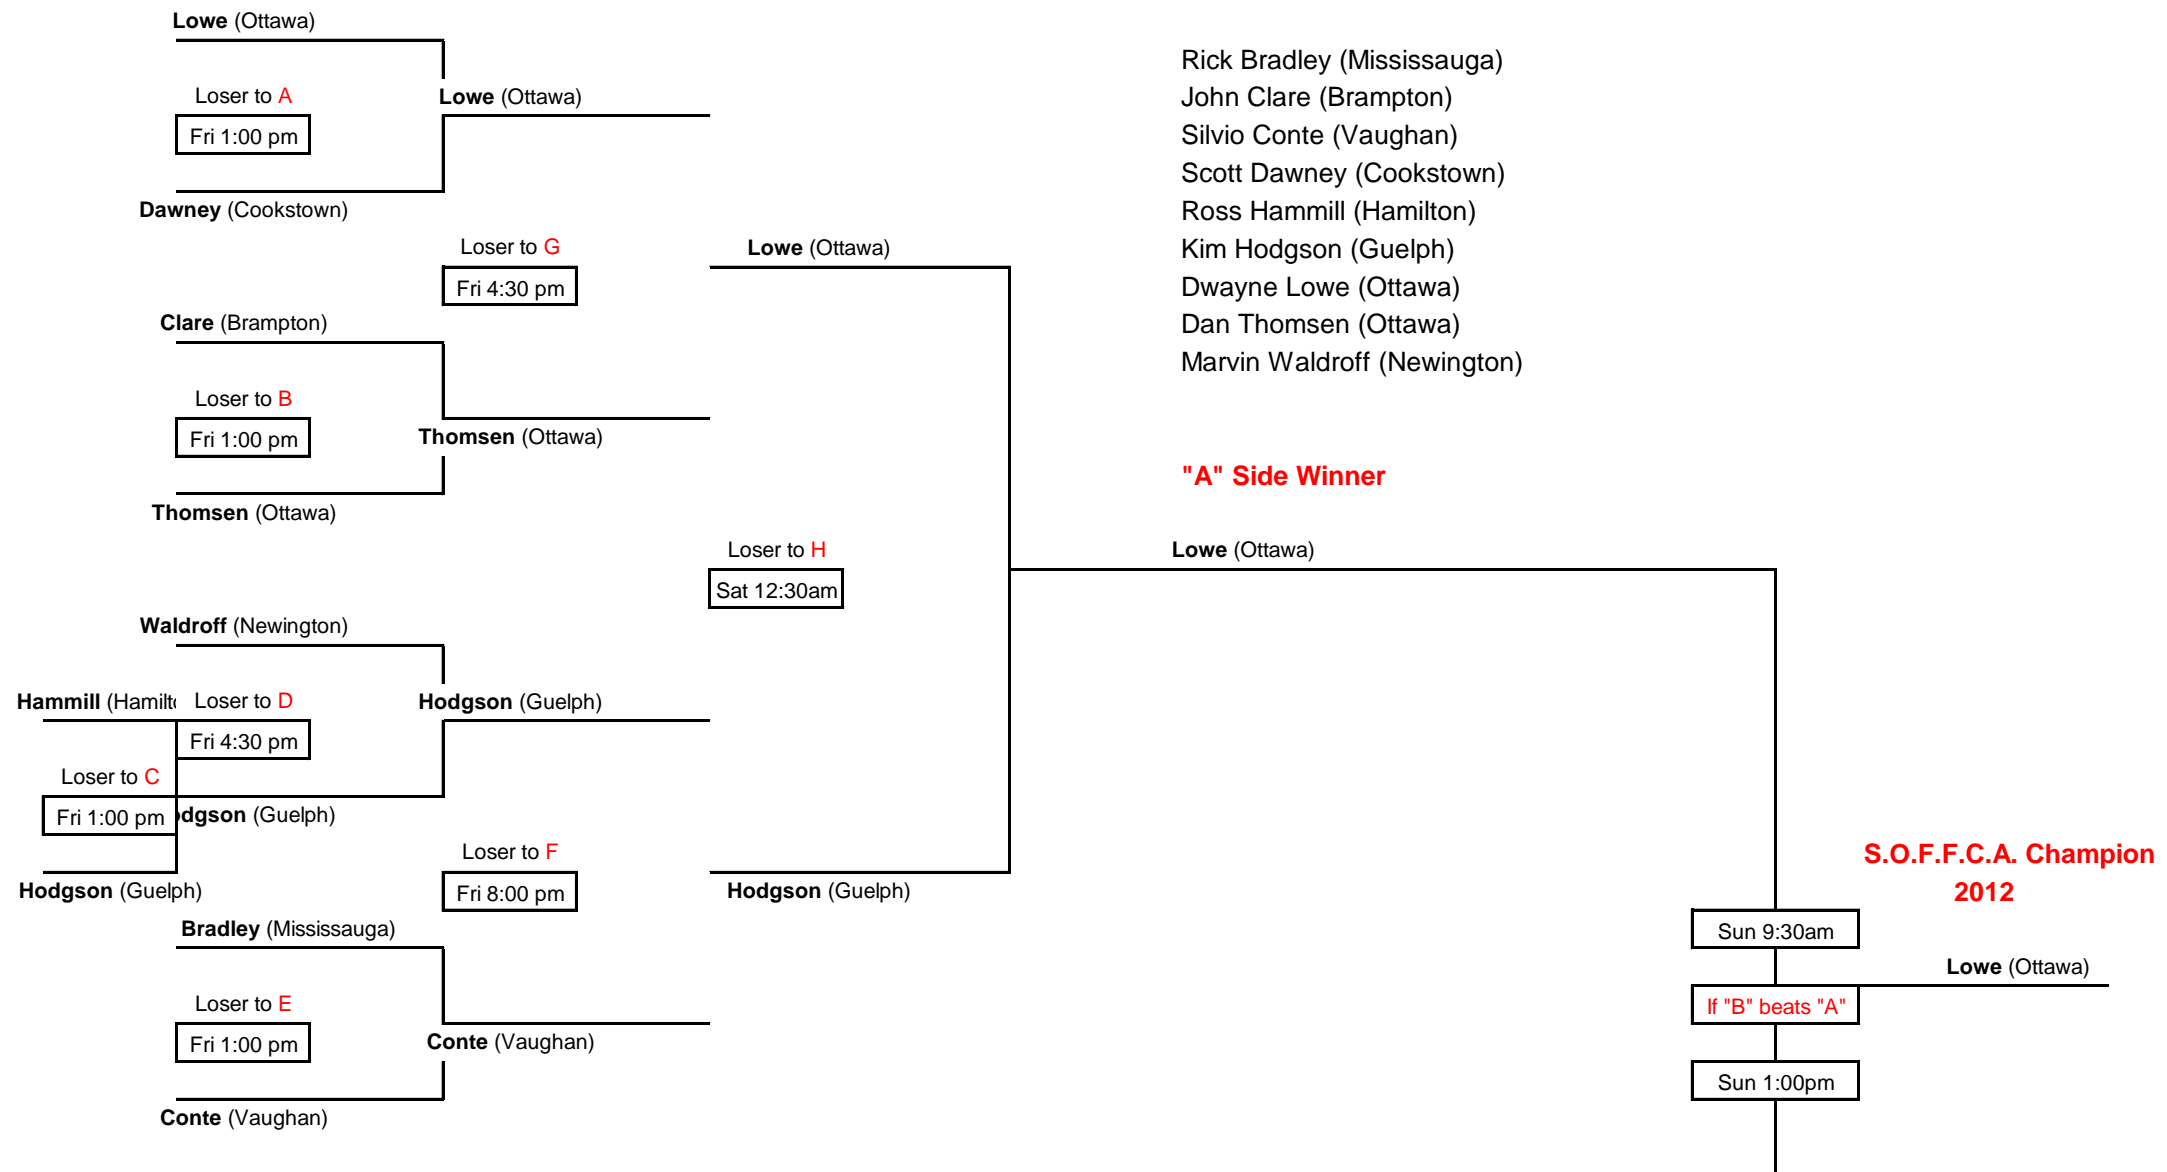 Lowe (Ottawa)
Rick Bradley (Mississauga)
Loser to A
Lowe (Ottawa)
John Clare (Brampton)
Fri 1:00 pm
Silvio Conte (Vaughan)
Scott Dawney (Cookstown)
Dawney (Cookstown)
Ross Hammill (Hamilton)
Loser to G
Lowe (Ottawa)
Kim Hodgson (Guelph)
Fri 4:30 pm
Dwayne Lowe (Ottawa)
Clare (Brampton)
Dan Thomsen (Ottawa)
Marvin Waldroff (Newington)
Loser to B
Fri 1:00 pm
Thomsen (Ottawa)
"A" Side Winner
Thomsen (Ottawa)
Loser to H
Lowe (Ottawa)
Sat 12:30am
Waldroff (Newington)
Hammill (Hamilt
Loser to D
Hodgson (Guelph)
Fri 4:30 pm
Loser to C
Fri 1:00 pm
dgson (Guelph)
Loser to F
S.O.F.F.C.A. Champion
2012
Hodgson (Guelph)
Fri 8:00 pm
Hodgson (Guelph)
Bradley (Mississauga)
Sun 9:30am
Lowe (Ottawa)
Loser to E
If "B" beats "A"
Fri 1:00 pm
Conte (Vaughan)
Sun 1:00pm
Conte (Vaughan)